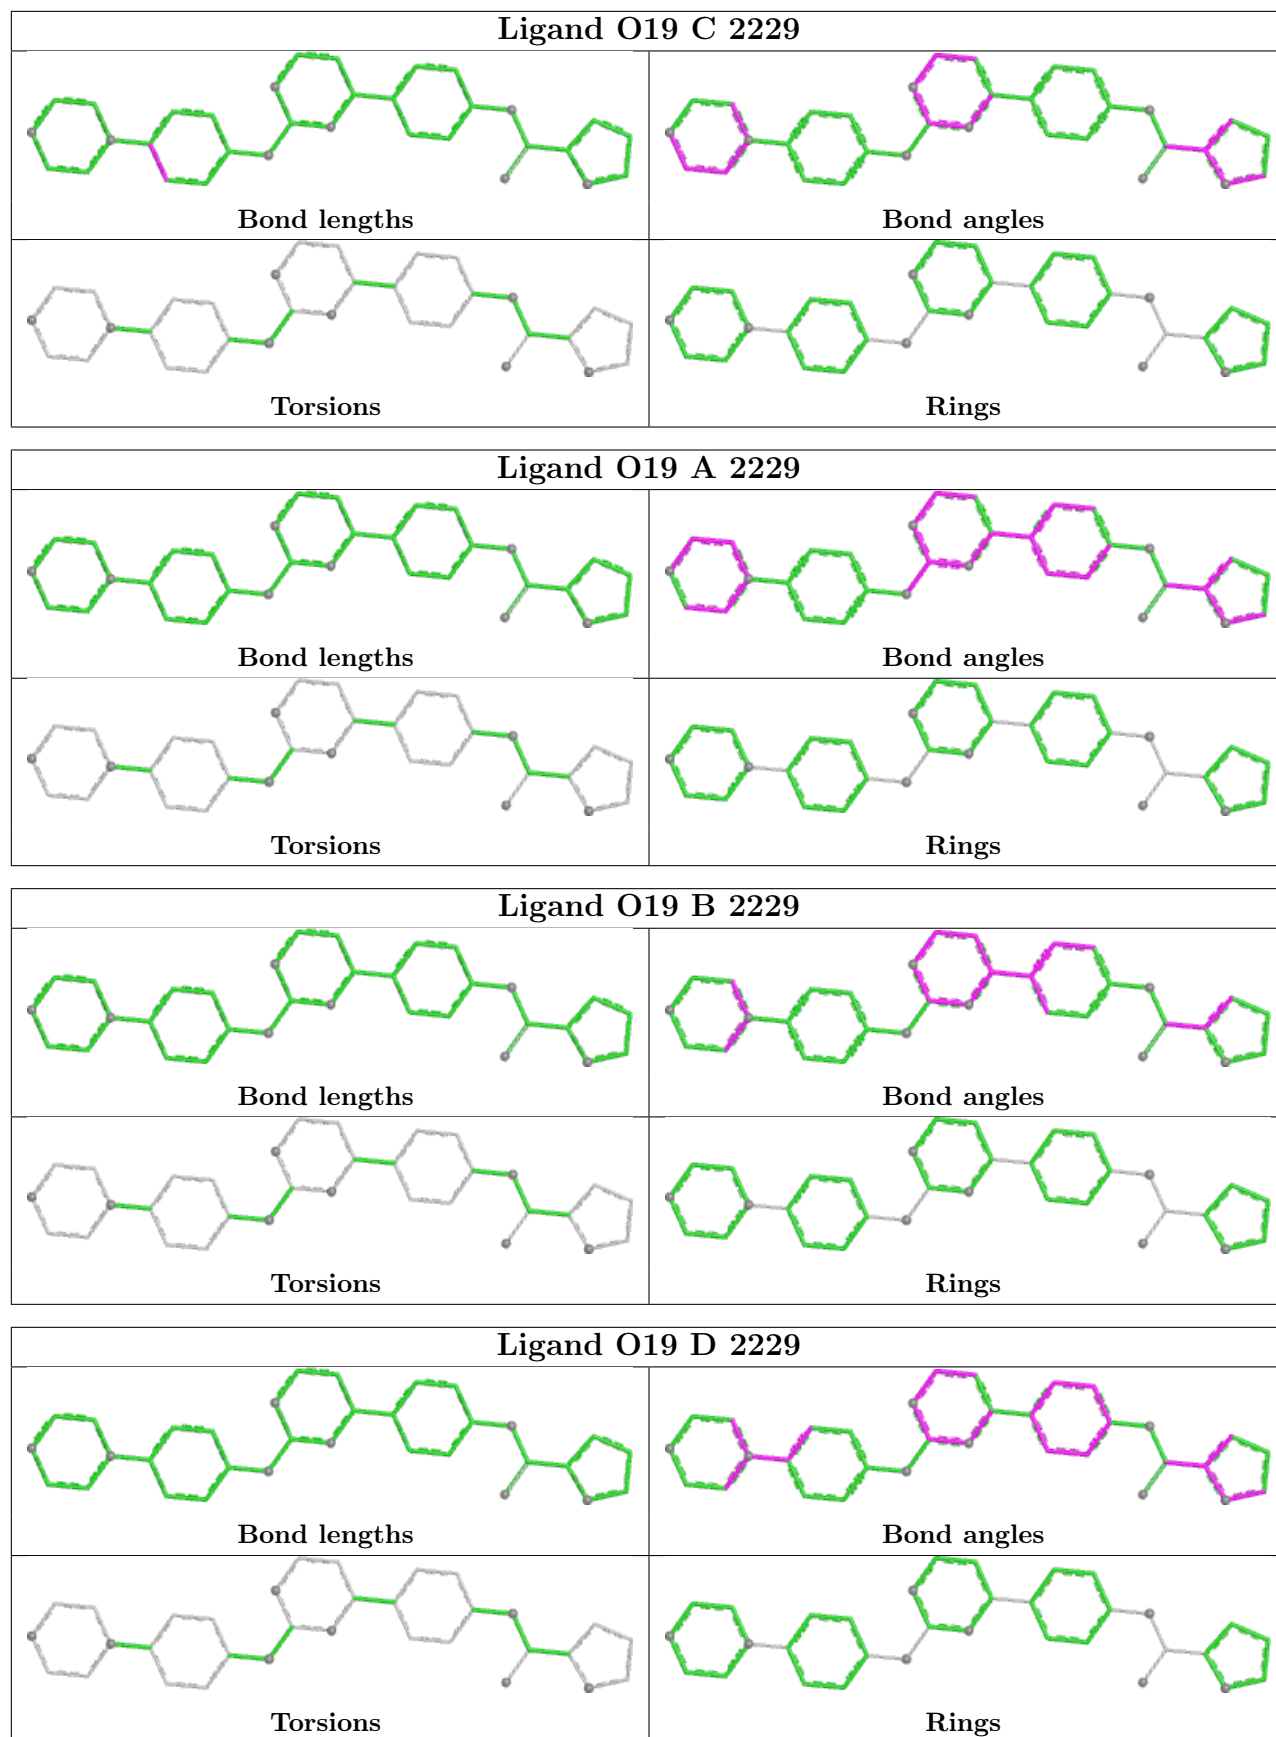 Ligand O19 C 2229
Bond lengths
Bond angles
Torsions
Rings
Ligand O19 A 2229
Bond lengths
Bond angles
Torsions
Rings
Ligand O19 B 2229
Bond lengths
Bond angles
Torsions
Rings
Ligand O19 D 2229
Bond lengths
Bond angles
Torsions
Rings